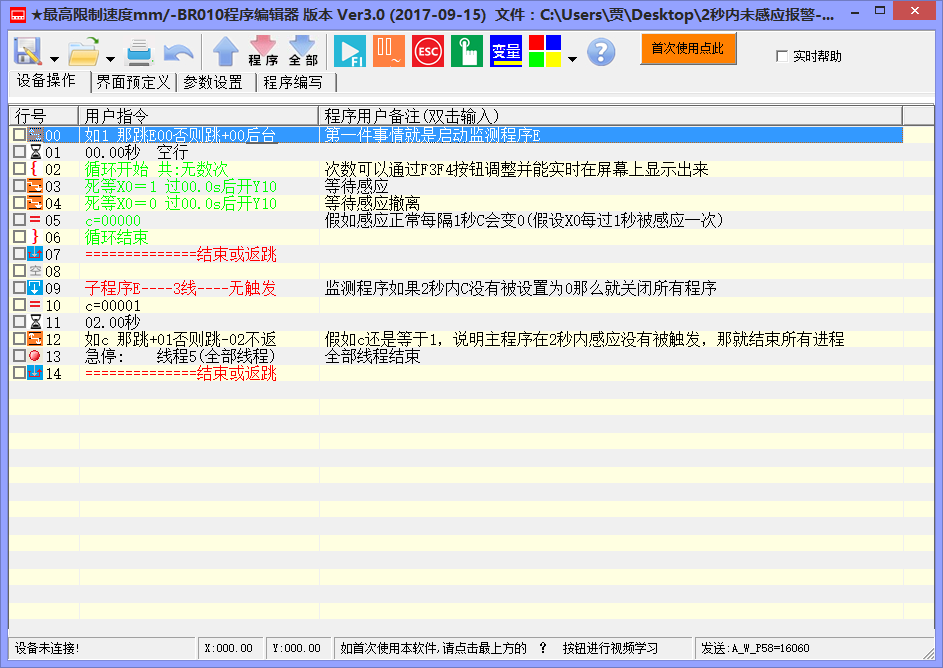 ★最高限制速度mm/-BR010程序编辑器 版本 Ver3.0 (2017-09-15) 文件：C:\Users\贾\Desktop\2秒内未感应报警-...
程序 全部 FI ESC 变量 ? 首次使用点此 实时帮助
设备操作 界面预定义 参数设置 程序编写
行号 用户指令 程序用户备注(双击输入)
00 如1 那跳E00否则跳+00后台 第一件事情就是启动监测程序E
01 00.00秒 空行
02 循环开始 共:无数次 次数可以通过F3F4按钮调整并能实时在屏幕上显示出来
03 死等X0=1 过00.0s后开Y10 等待感应
04 死等X0=0 过00.0s后开Y10 等待感应撤离
05 c=00000 假如感应正常每隔1秒C会变0(假设X0每过1秒被感应一次)
06 循环结束
07 ==============结束或返跳
空 08
09 子程序E----3线----无触发 监测程序如果2秒内C没有被设置为0那么就关闭所有程序
10 c=00001
11 02.00秒
12 如c 那跳+01否则跳-02不返 假如c还是等于1，说明主程序在2秒内感应没有被触发，那就结束所有进程
13 急停: 线程5(全部线程) 全部线程结束
14 ==============结束或返跳
设备未连接! X:000.00 Y:000.00 如首次使用本软件,请点击最上方的 ？ 按钮进行视频学习 发送:A_W_P58=16060